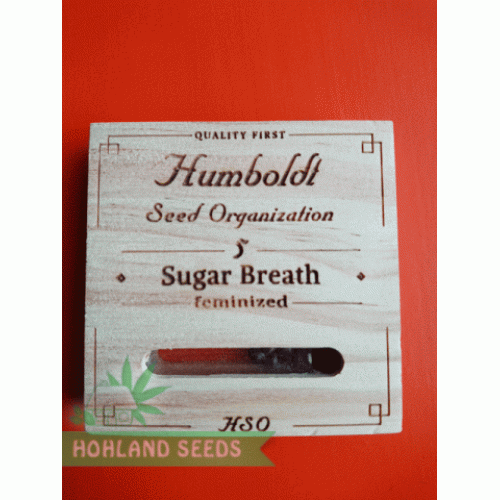 QUALITY FIRST
Humboldt
Seed Organization
5
Sugar Breath
feminized
HSO
HOHLAND SEEDS